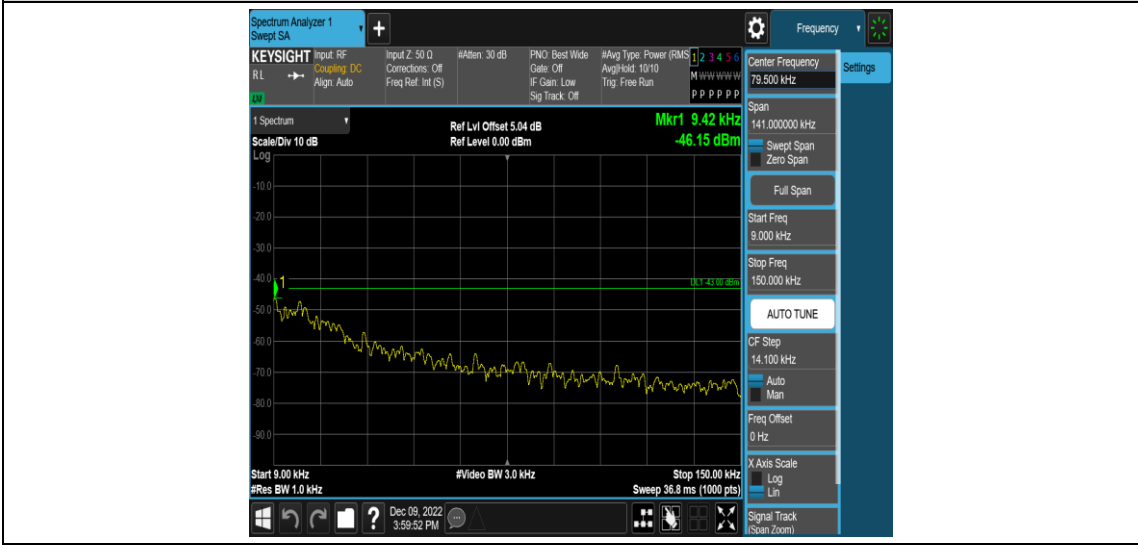 Spectrum Analyzer 1
Swept SA
+
Frequency
KEYSIGHT
RL
Input: RF
Coupling: DC
Align: Auto
Input Z: 50 Ω
Corrections: Off
Freq Ref: Int (S)
#Atten: 30 dB
PNO: Best Wide
Gate: Off
IF Gain: Low
Sig Track: Off
#Avg Type: Power (RMS
Avg|Hold: 10/10
Trig: Free Run
1 2 3 4 5 6
M W W W W W
P P P P P P
1 Spectrum
Scale/Div 10 dB
Log
Ref Lvl Offset 5.04 dB
Ref Level 0.00 dBm
Mkr1 9.42 kHz
-46.15 dBm
-10.0
-20.0
-30.0
-40.0
-50.0
-60.0
-70.0
-80.0
-90.0
1
DL1 -43.00 dBm
Start 9.00 kHz
#Res BW 1.0 kHz
#Video BW 3.0 kHz
Stop 150.00 kHz
Sweep 36.8 ms (1000 pts)
?
Dec 09, 2022
3:59:52 PM
Center Frequency
79.500 kHz
Settings
Span
141.000000 kHz
Swept Span
Zero Span
Full Span
Start Freq
9.000 kHz
Stop Freq
150.000 kHz
AUTO TUNE
CF Step
14.100 kHz
Auto
Man
Freq Offset
0 Hz
X Axis Scale
Log
Lin
Signal Track
(Span Zoom)